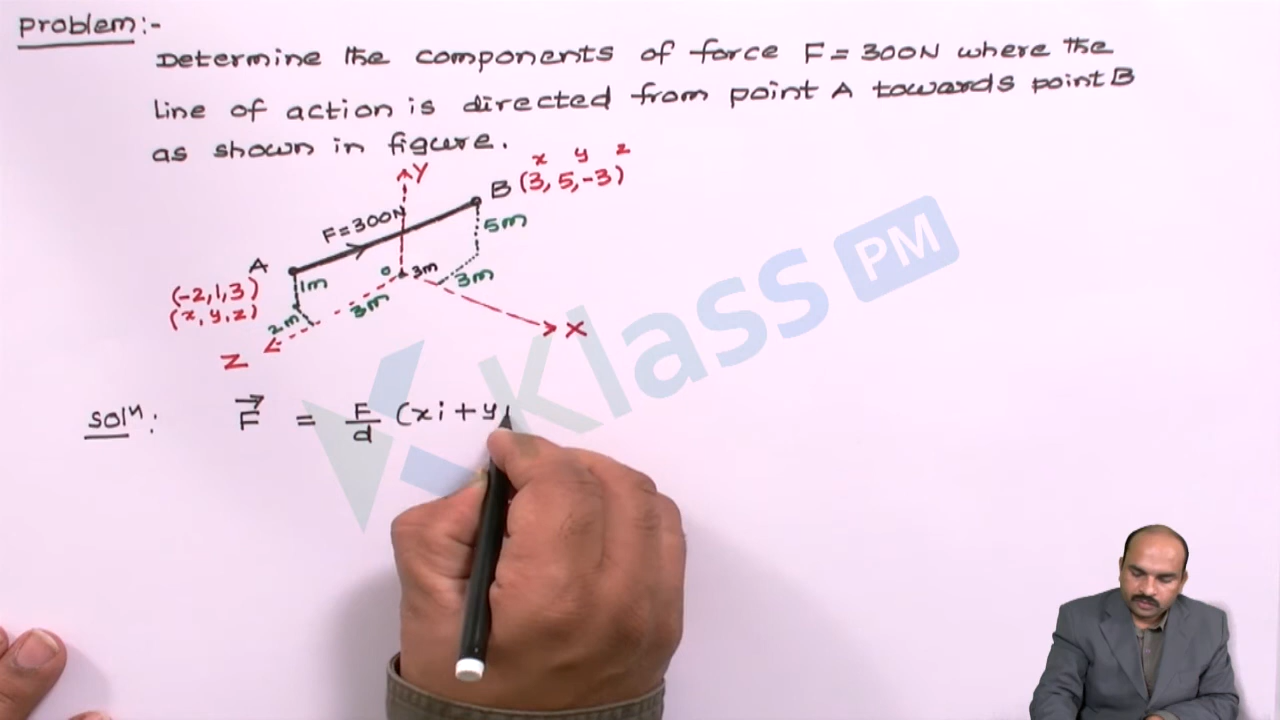 Problem:-
Determine the components of force F = 300N where the
line of action is directed from point A towards point B
as shown in figure.
x y z
Y
B (3, 5, -3)
F=300N
5m
A
0
3m
3m
(-2, 1, 3)
1m
(x, y, z)
2m
3m
X
Z
Klass PM
Solⁿ: F = F/d (xi + y